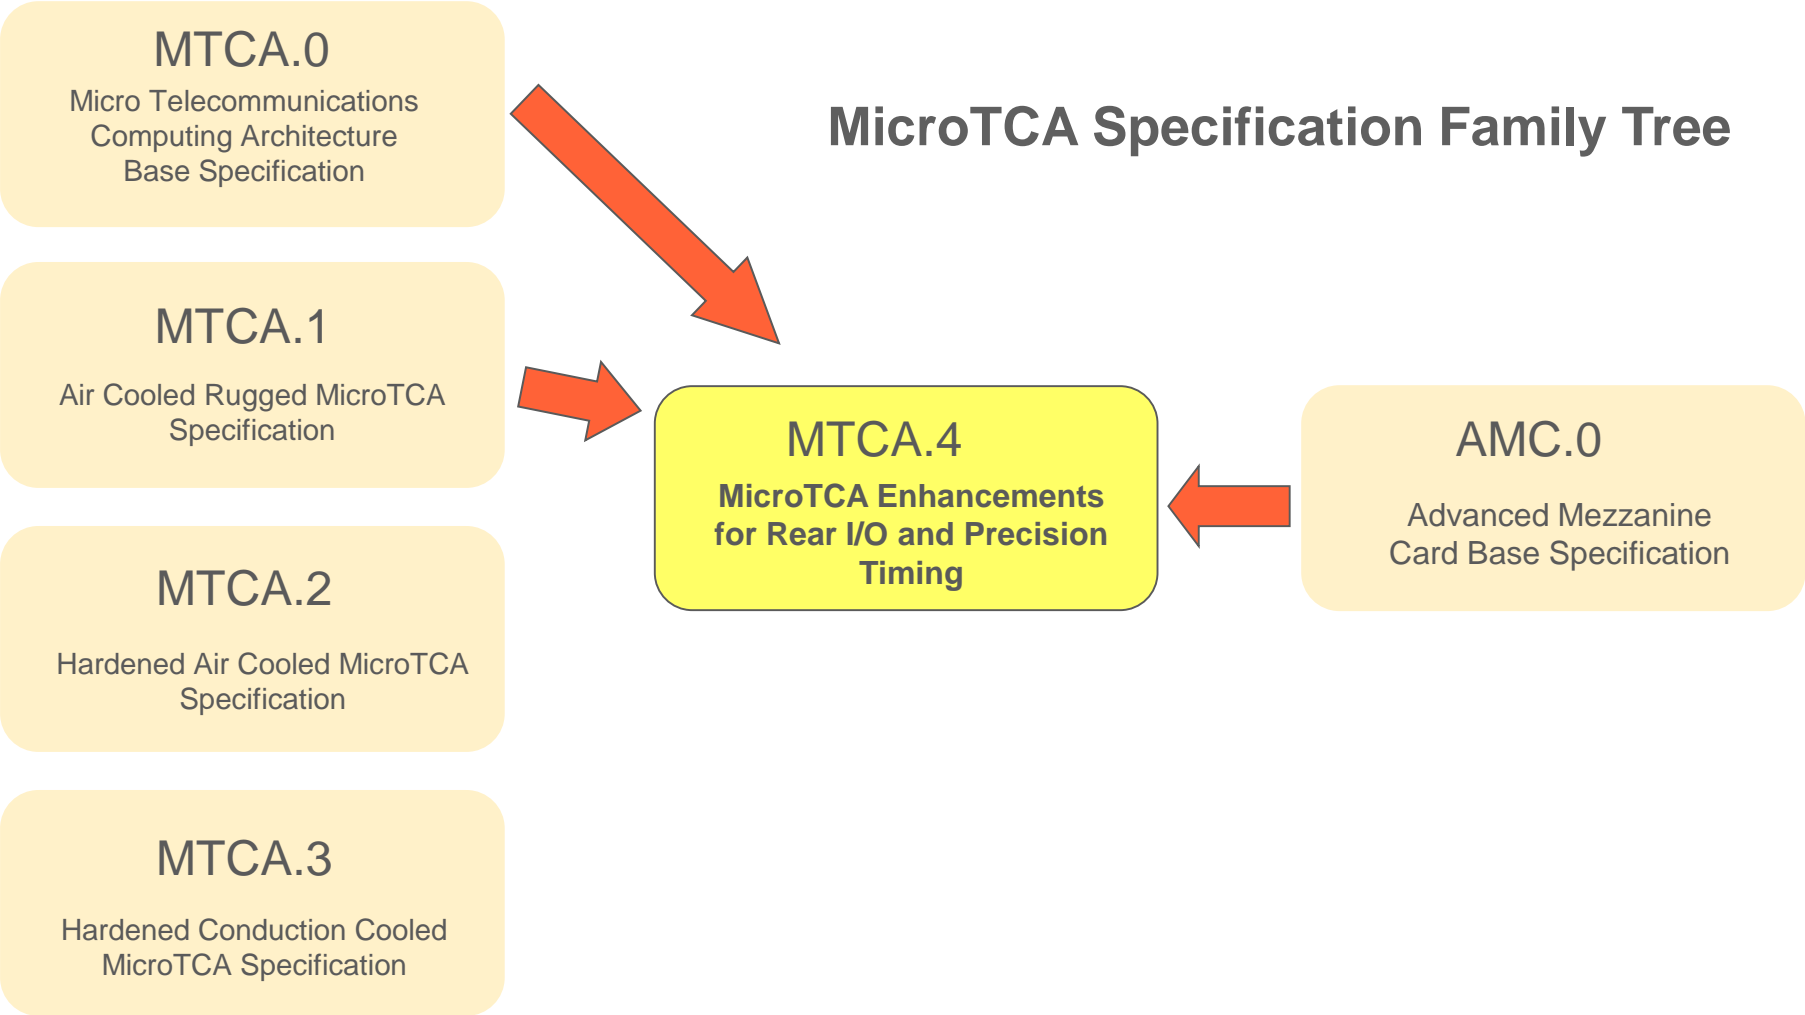 MicroTCA Specification Family Tree
MTCA.0
Micro Telecommunications
Computing Architecture
Base Specification
MTCA.1
Air Cooled Rugged MicroTCA
Specification
MTCA.2
Hardened Air Cooled MicroTCA
Specification
MTCA.3
Hardened Conduction Cooled
MicroTCA Specification
MTCA.4
MicroTCA Enhancements
for Rear I/O and Precision
Timing
AMC.0
Advanced Mezzanine
Card Base Specification